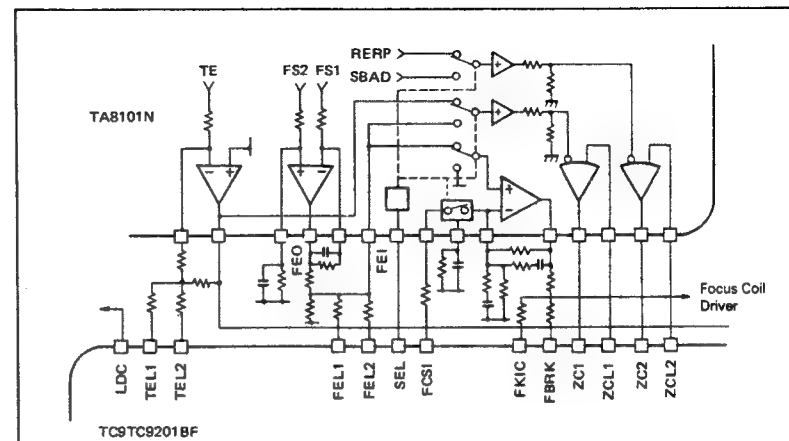 RERP
SBAD
TE
FS2
FS1
TA8101N
FEO
FEI
Focus Coil
Driver
LDC
TEL1
TEL2
FEL1
FEL2
SEL
FCSI
FKIC
FBRK
ZC1
ZCL1
ZC2
ZCL2
TC9TC9201BF